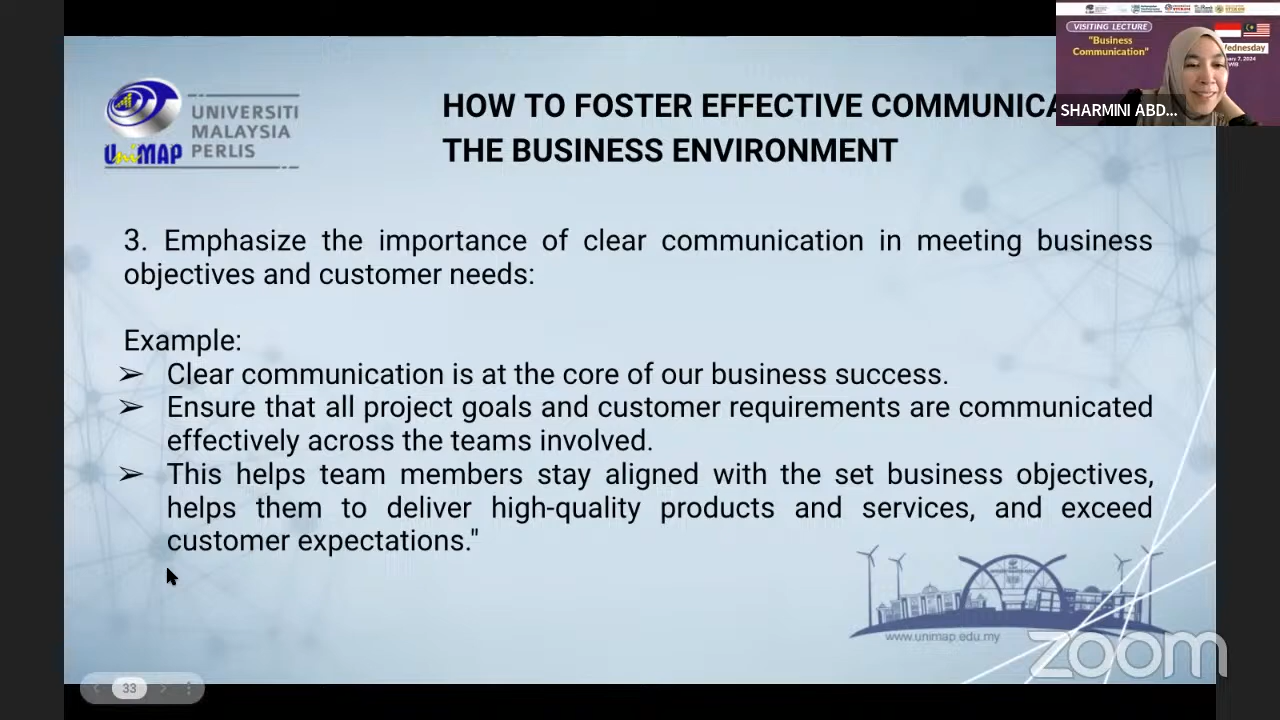 VISITING LECTURE
"Business
Communication"
Wednesday
7, 2024
SHARMINI ABD...
UNIVERSITI
MALAYSIA
PERLIS
UniMAP
HOW TO FOSTER EFFECTIVE COMMUNICA
THE BUSINESS ENVIRONMENT
3. Emphasize the importance of clear communication in meeting business
objectives and customer needs:
Example:
➢ Clear communication is at the core of our business success.
➢ Ensure that all project goals and customer requirements are communicated
effectively across the teams involved.
➢ This helps team members stay aligned with the set business objectives,
helps them to deliver high-quality products and services, and exceed
customer expectations."
www.unimap.edu.my
zoom
33